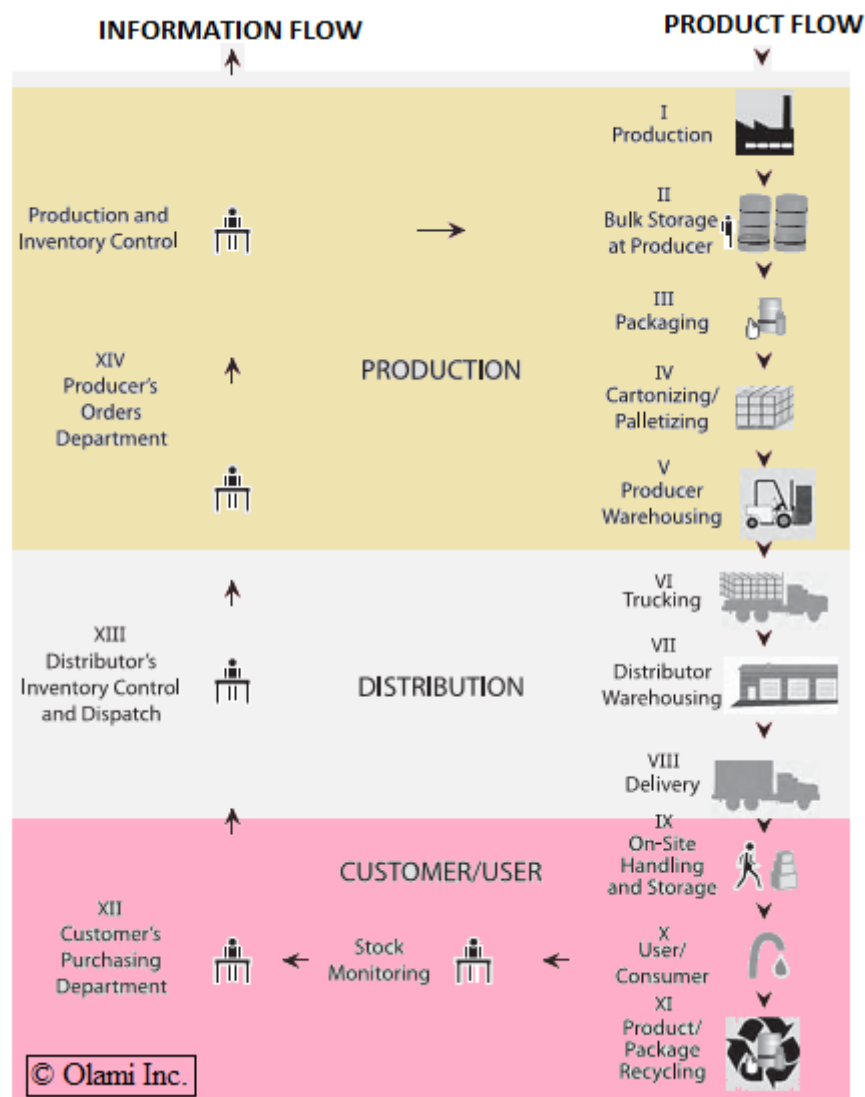 INFORMATION FLOW
PRODUCT FLOW
I
Production
II
Bulk Storage
at Producer
Production and
Inventory Control
III
Packaging
XIV
Producer's
Orders
Department
PRODUCTION
IV
Cartonizing/
Palletizing
V
Producer
Warehousing
VI
Trucking
XIII
Distributor's
Inventory Control
and Dispatch
DISTRIBUTION
VII
Distributor
Warehousing
VIII
Delivery
CUSTOMER/USER
IX
On-Site
Handling
and Storage
XII
Customer's
Purchasing
Department
Stock
Monitoring
X
User/
Consumer
XI
Product/
Package
Recycling
© Olami Inc.